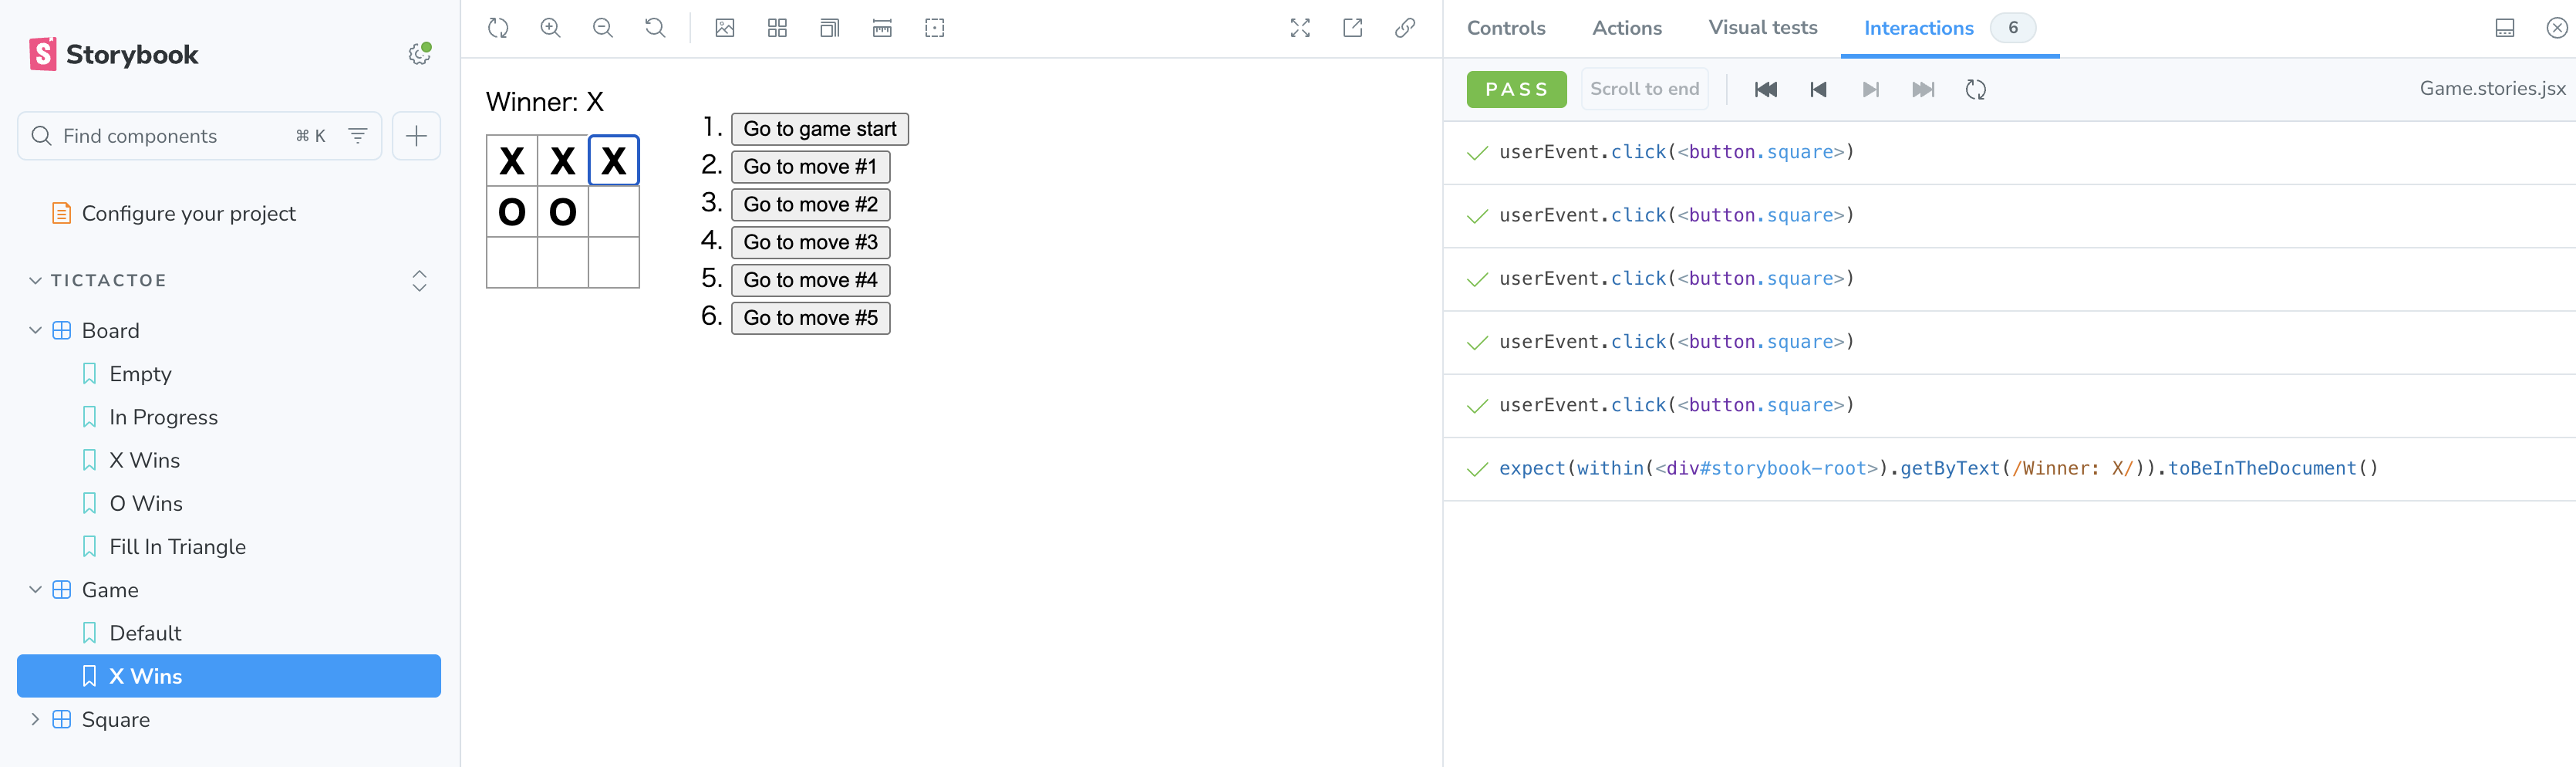 Storybook
Find components ⌘ K
Configure your project
TICTACTOE
Board
Empty
In Progress
X Wins
O Wins
Fill In Triangle
Game
Default
X Wins
Square
Winner: X
X X X
O O
1. Go to game start
2. Go to move #1
3. Go to move #2
4. Go to move #3
5. Go to move #4
6. Go to move #5
Controls Actions Visual tests Interactions 6
PASS Scroll to end Game.stories.jsx
userEvent.click(<button.square>)
userEvent.click(<button.square>)
userEvent.click(<button.square>)
userEvent.click(<button.square>)
userEvent.click(<button.square>)
expect(within(<div#storybook-root>).getByText(/Winner: X/)).toBeInTheDocument()